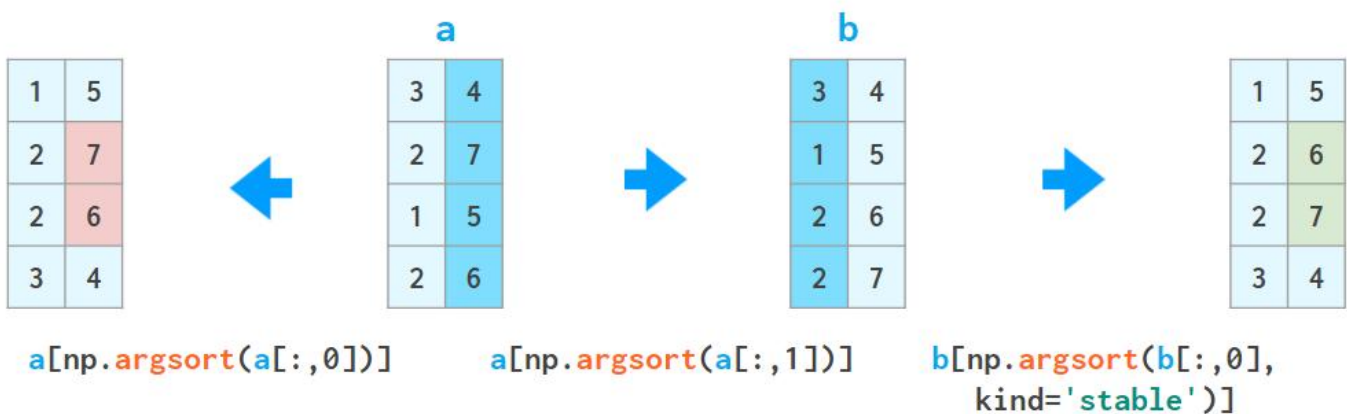 a b
1 5 3 4 3 4 1 5
2 7 2 7 1 5 2 6
2 6 1 5 2 6 2 7
3 4 2 6 2 7 3 4
a[np.argsort(a[:,0])] a[np.argsort(a[:,1])] b[np.argsort(b[:,0],
kind='stable')]